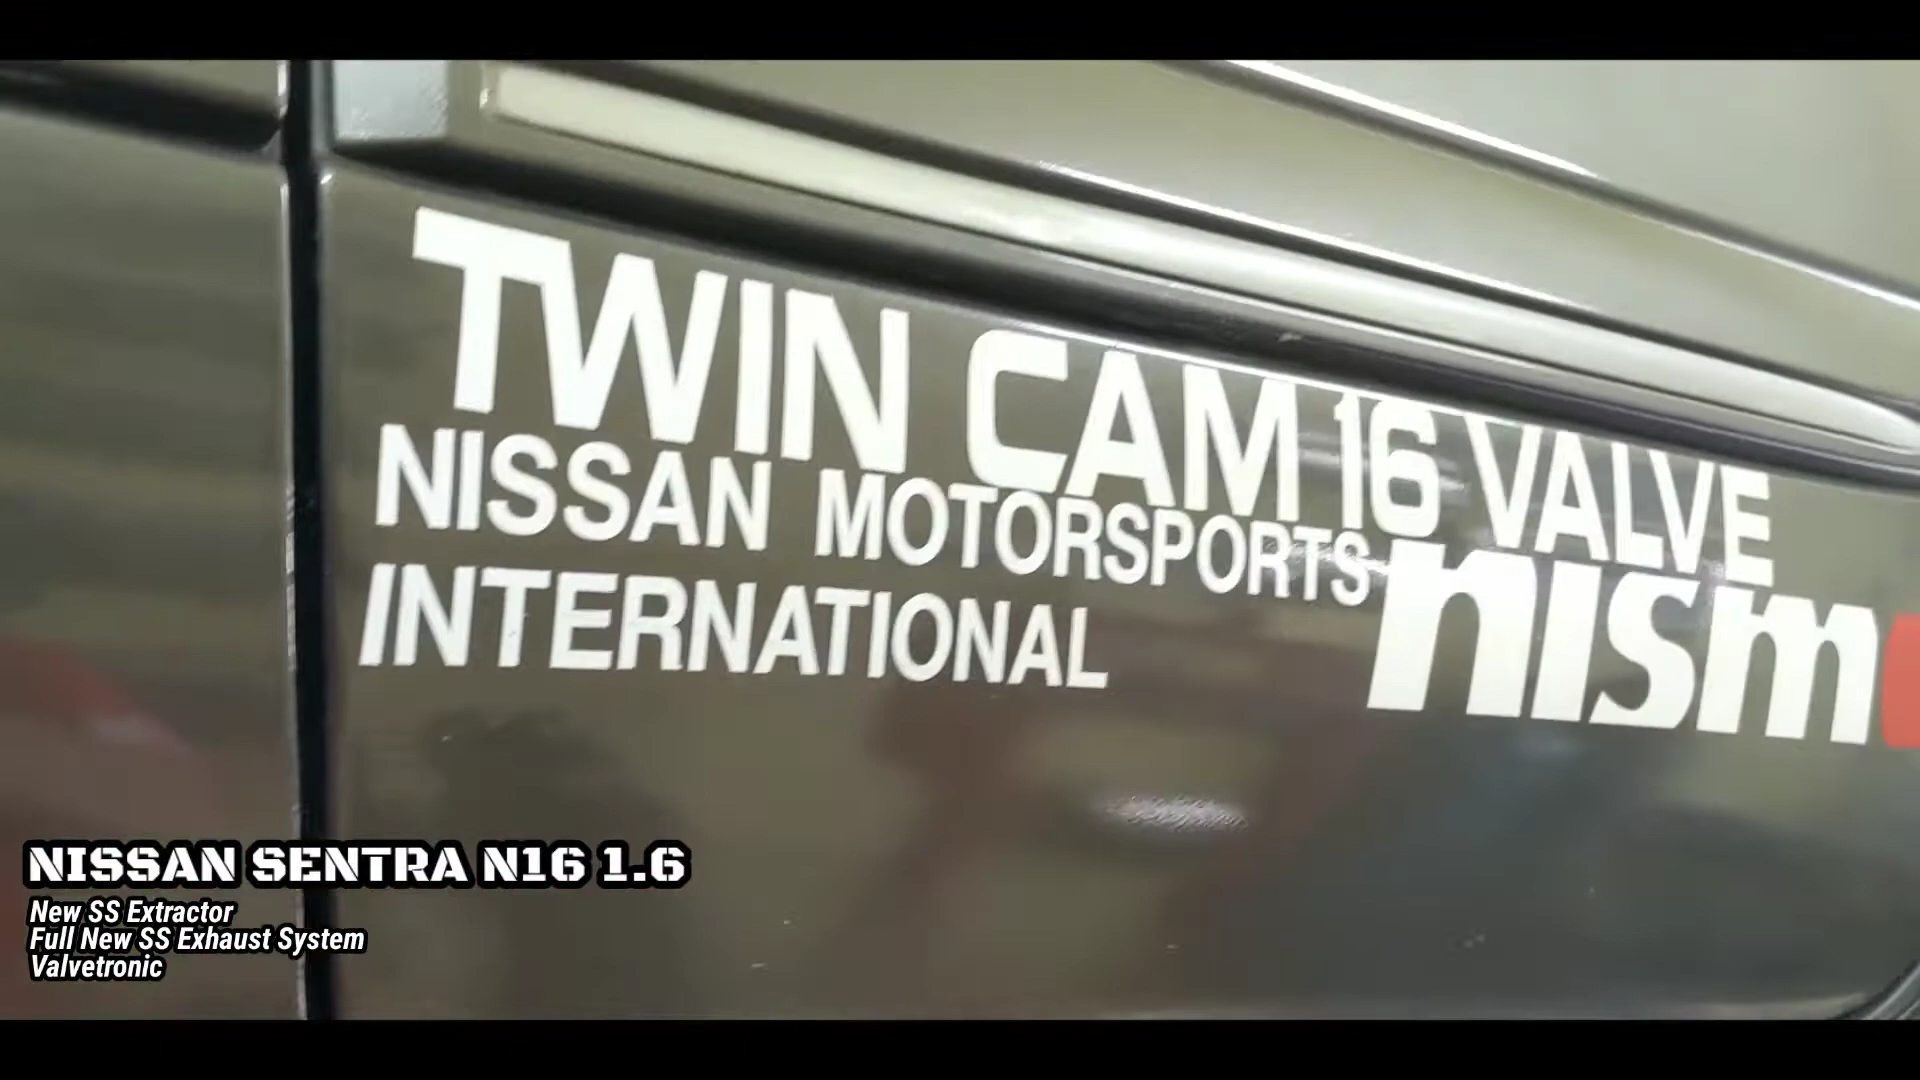 TWIN CAM 16 VALVE
NISSAN MOTORSPORTS
INTERNATIONAL
nism
NISSAN SENTRA N16 1.6
New SS Extractor
Full New SS Exhaust System
Valvetronic